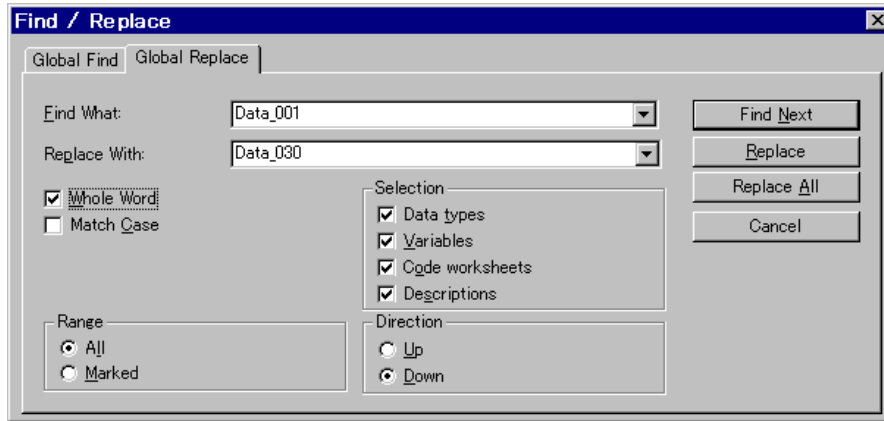 Find / Replace
Global Find
Global Replace
Find What:
Data_001
Find Next
Replace With:
Data_030
Replace
Whole Word
Match Case
Selection
Data types
Variables
Code worksheets
Descriptions
Replace All
Cancel
Range
All
Marked
Direction
Up
Down